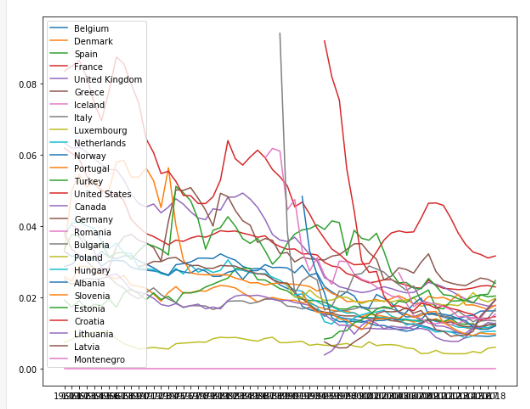 Belgium
Denmark
Spain
France
United Kingdom
Greece
Iceland
Italy
Luxembourg
Netherlands
Norway
Portugal
Turkey
United States
Canada
Germany
Romania
Bulgaria
Poland
Hungary
Albania
Slovenia
Estonia
Croatia
Lithuania
Latvia
Montenegro
0.08
0.06
0.04
0.02
0.00